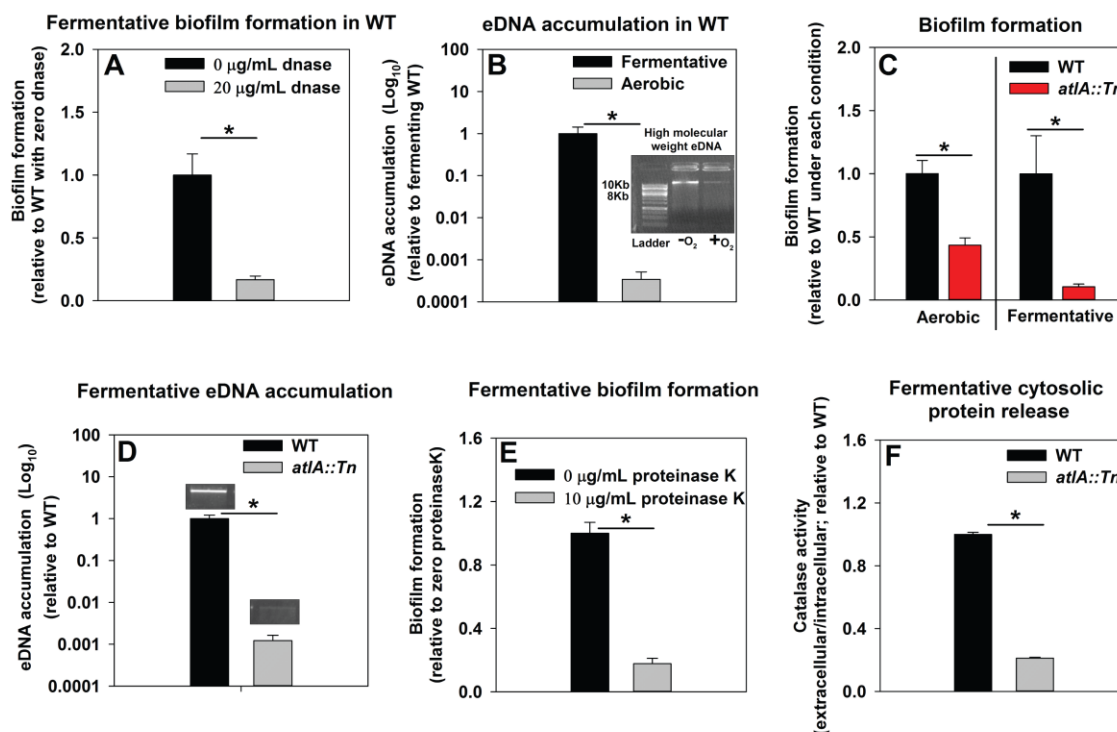 Fermentative biofilm formation in WT
A
0 μg/mL dnase
20 μg/mL dnase
*
Biofilm formation
(relative to WT with zero dnase)
2.0
1.5
1.0
0.5
0.0
eDNA accumulation in WT
B
Fermentative
Aerobic
*
High molecular
weight eDNA
10Kb
8Kb
Ladder -O₂ +O₂
eDNA accumulation (Log₁₀)
(relative to fermenting WT)
100
10
1
0.1
0.01
0.001
0.0001
Biofilm formation
C
WT
atlA::Tn
*
*
Biofilm formation
(relative to WT under each condition)
2.0
1.5
1.0
0.5
0.0
Aerobic Fermentative
Fermentative eDNA accumulation
D
WT
atlA::Tn
*
eDNA accumulation (Log₁₀)
(relative to WT)
100
10
1
0.1
0.01
0.001
0.0001
Fermentative biofilm formation
E
0 μg/mL proteinase K
10 μg/mL proteinase K
*
Biofilm formation
(relative to zero proteinaseK)
1.6
1.2
0.8
0.4
0.0
Fermentative cytosolic
protein release
F
WT
atlA::Tn
*
Catalase activity
(extracellular/intracellular; relative to WT)
1.6
1.2
0.8
0.4
0.0